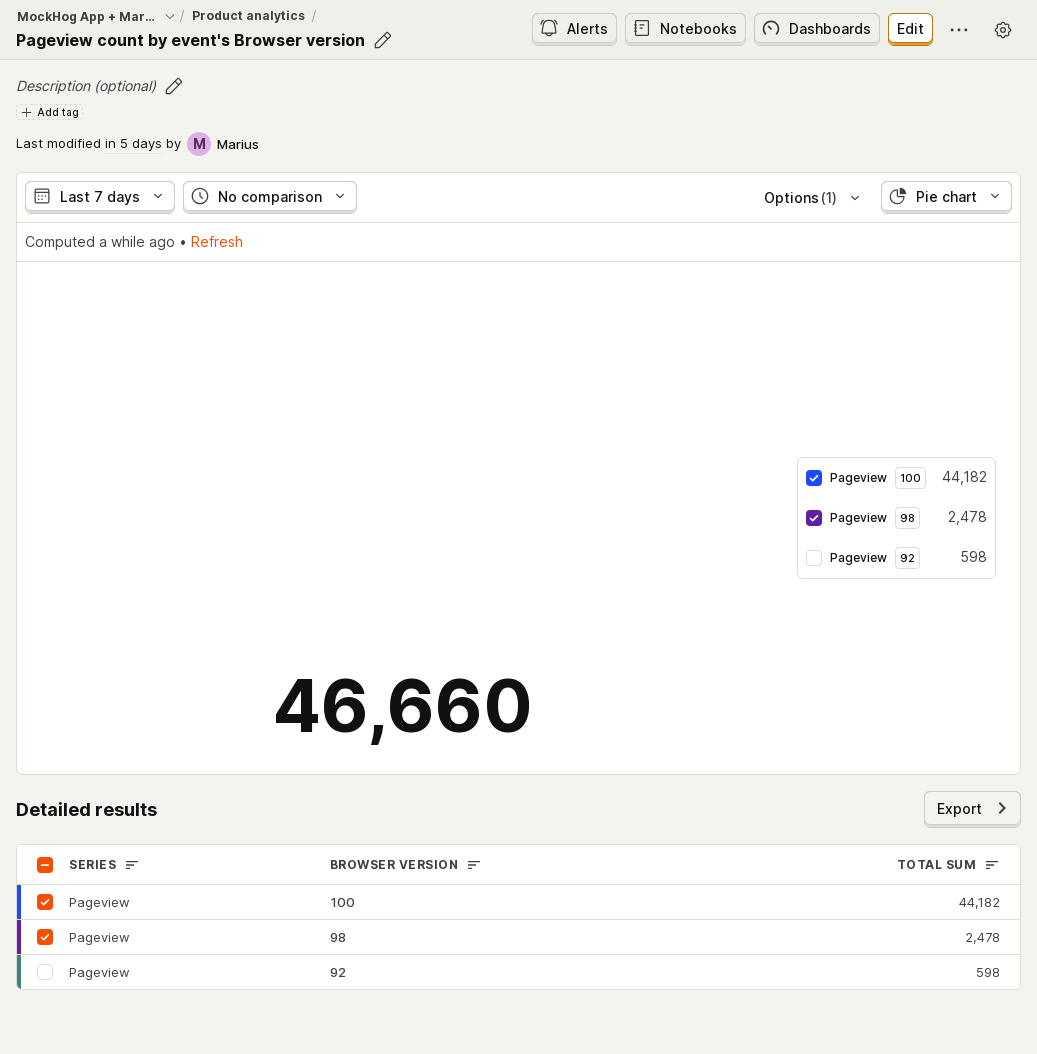 MockHog App + Mar... / Product analytics /
Pageview count by event's Browser version
Alerts Notebooks Dashboards Edit
Description (optional)
Add tag
Last modified in 5 days by M Marius
Last 7 days No comparison Options (1) Pie chart
Computed a while ago • Refresh
Pageview 100 44,182
Pageview 98 2,478
Pageview 92 598
46,660
Detailed results Export
SERIES BROWSER VERSION TOTAL SUM
Pageview 100 44,182
Pageview 98 2,478
Pageview 92 598